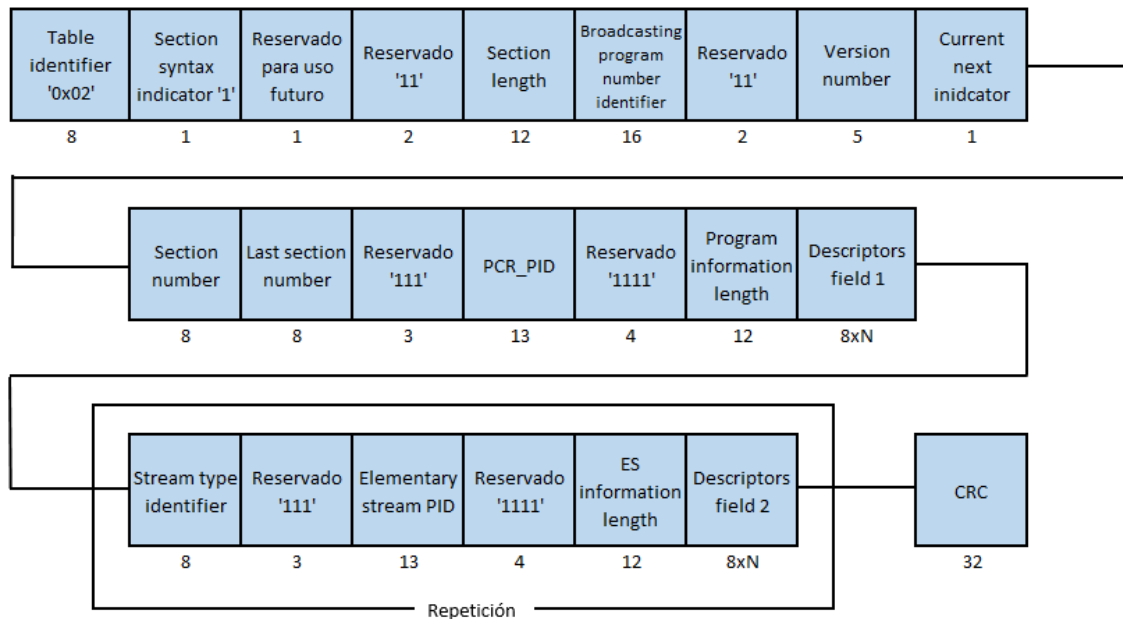 Table identifier '0x02'
Section syntax indicator '1'
Reservado para uso futuro
Reservado '11'
Section length
Broadcasting program number identifier
Reservado '11'
Version number
Current next inidcator
8
1
1
2
12
16
2
5
1
Section number
Last section number
Reservado '111'
PCR_PID
Reservado '1111'
Program information length
Descriptors field 1
8
8
3
13
4
12
8xN
Stream type identifier
Reservado '111'
Elementary stream PID
Reservado '1111'
ES information length
Descriptors field 2
CRC
8
3
13
4
12
8xN
32
Repetición